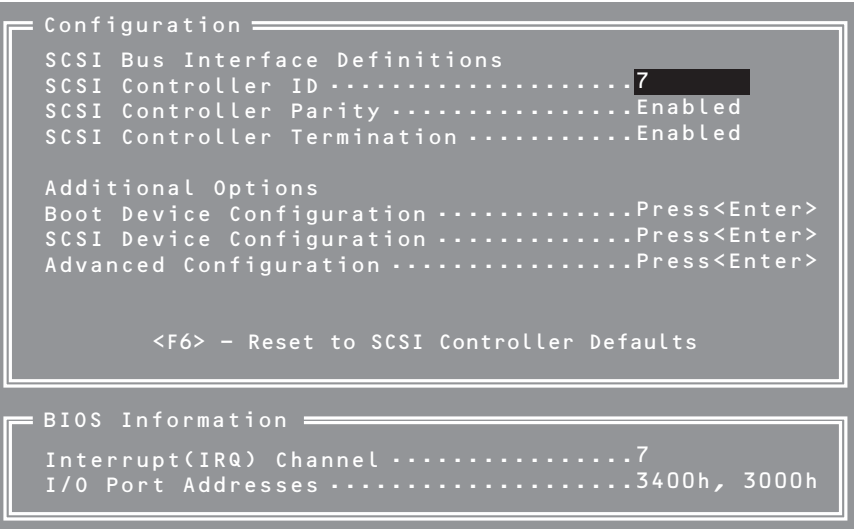 Configuration
SCSI Bus Interface Definitions
SCSI Controller ID ····················7
SCSI Controller Parity ················Enabled
SCSI Controller Termination ···········Enabled
Additional Options
Boot Device Configuration ·············Press<Enter>
SCSI Device Configuration ·············Press<Enter>
Advanced Configuration ················Press<Enter>
<F6> – Reset to SCSI Controller Defaults
BIOS Information
Interrupt(IRQ) Channel ················7
I/O Port Addresses ····················3400h, 3000h